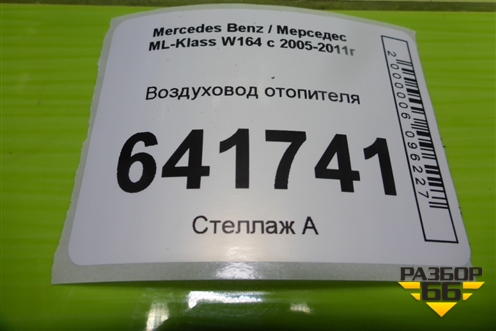 Mercedes Benz / Мерседес
ML-Klass W164 с 2005-2011г
Воздуховод отопителя
641741
Стеллаж А
2000006096227
РАЗБОР
66